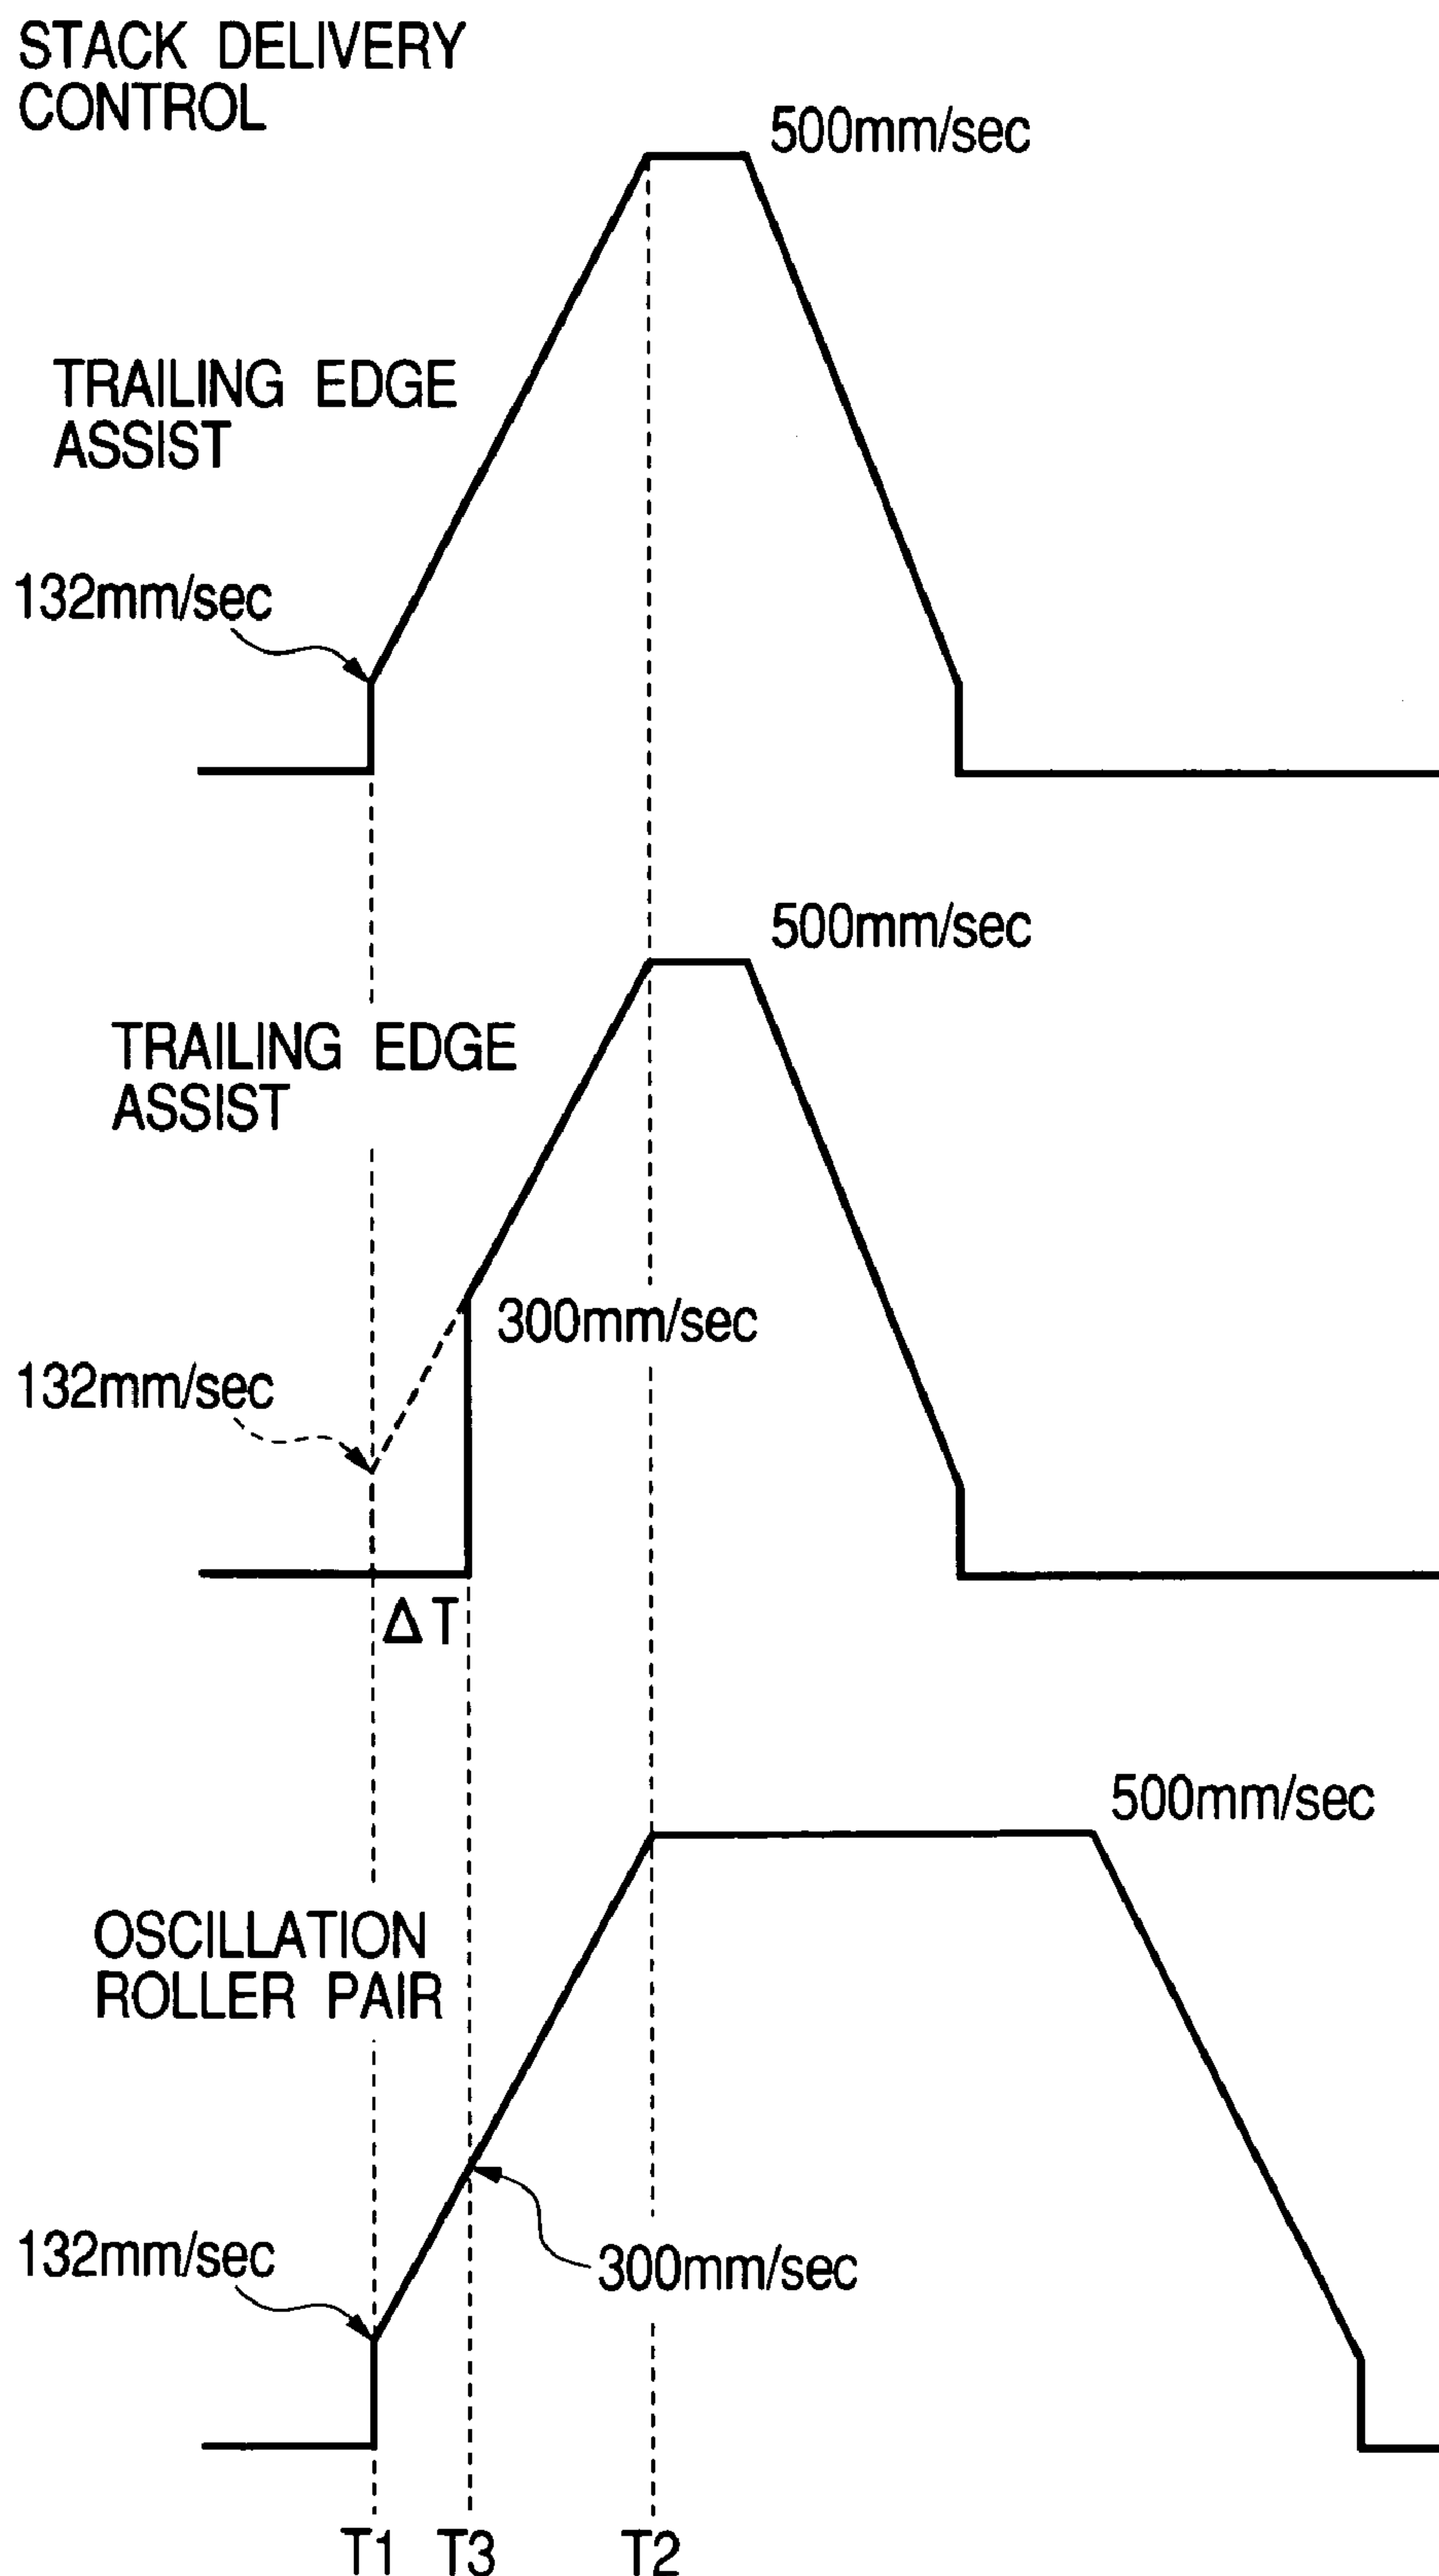 STACK DELIVERY
CONTROL
500mm/sec
TRAILING EDGE
ASSIST
132mm/sec
500mm/sec
TRAILING EDGE
ASSIST
300mm/sec
132mm/sec
ΔT
500mm/sec
OSCILLATION
ROLLER PAIR
132mm/sec
300mm/sec
T1 T3 T2